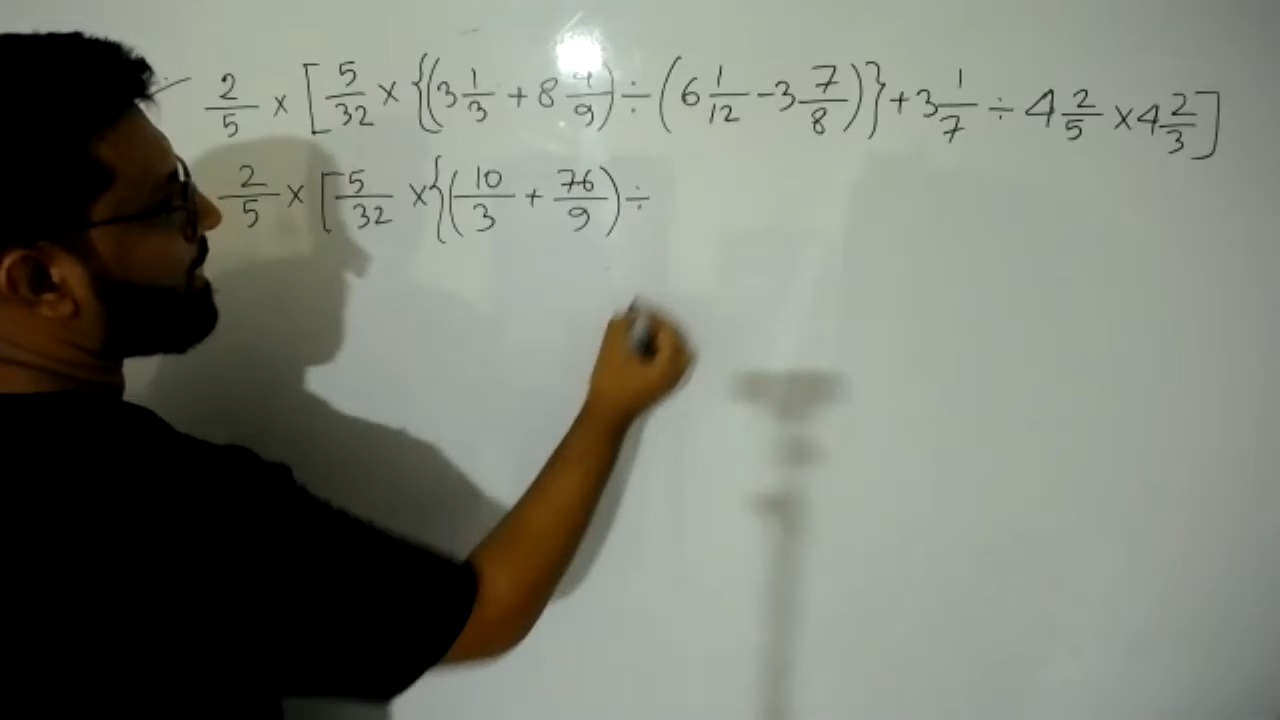 2/5 × [5/32 × {(3 1/3 + 8 4/9) ÷ (6 1/12 - 3 7/8)} + 3 1/7 ÷ 4 2/5 × 4 2/3]
2/5 × [5/32 × {(10/3 + 76/9) ÷